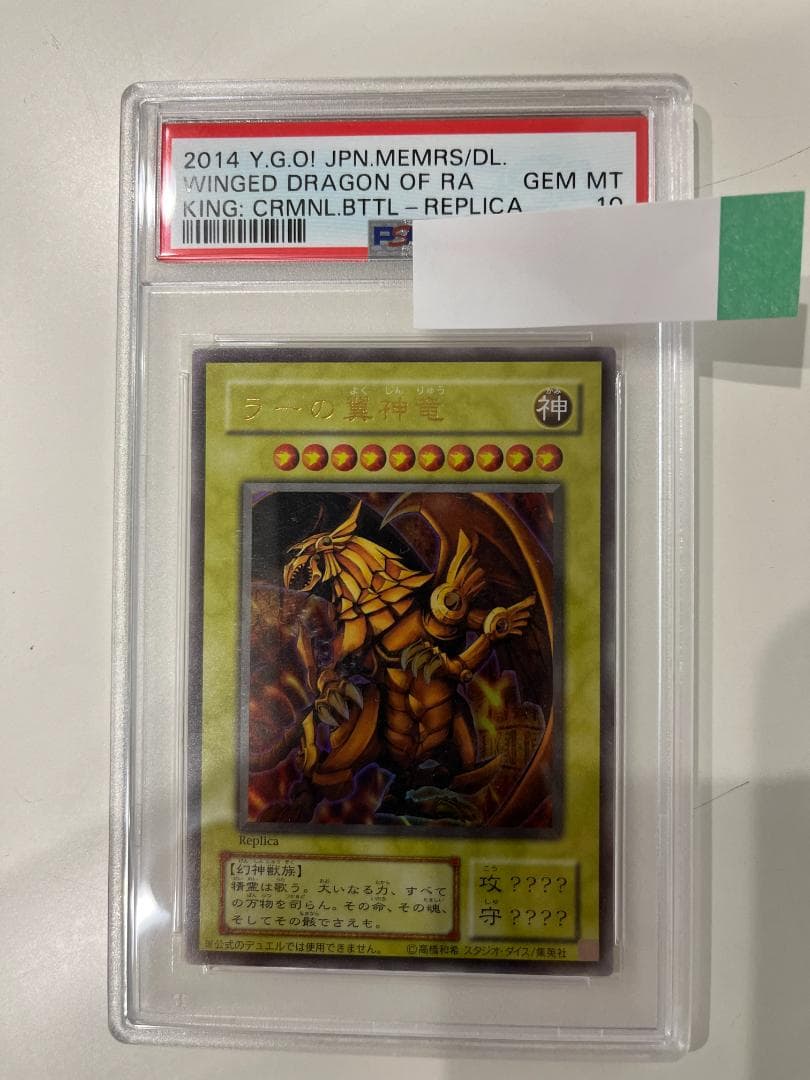 2014 Y.G.O! JPN.MEMRS/DL.
WINGED DRAGON OF RA GEM MT
KING: CRMNL.BTTL-REPLICA 10
ラーの翼神竜
よく しん りゅう
神
かみ
Replica
【幻神獣族】
精霊は歌う。大いなる力、すべて
の万物を司らん。その命、その魂、
そしてその骸でさえも。
こう
攻????
しゅ
守????
※公式のデュエルでは使用できません。
©高橋和希 スタジオ・ダイス/集英社